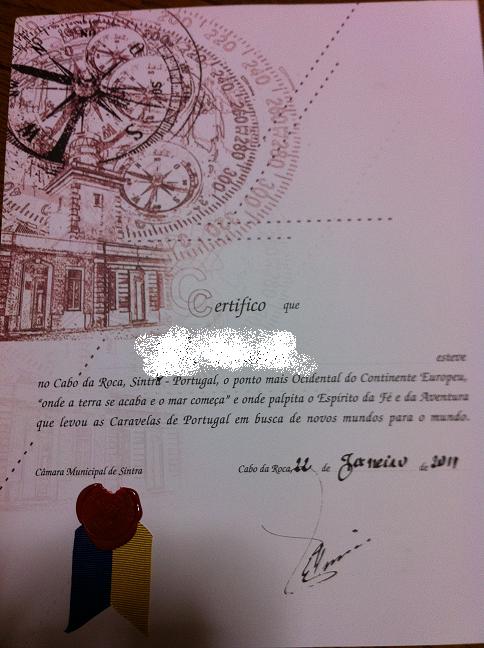 Certifico que
esteve
no Cabo da Roca, Sintra - Portugal, o ponto mais Ocidental do Continente Europeu,
"onde a terra se acaba e o mar começa" e onde palpita o Espírito da Fé e da Aventura
que levou as Caravelas de Portugal em busca de novos mundos para o mundo.
Câmara Municipal de Sintra
Cabo da Roca, 22 de Janeiro de 2011